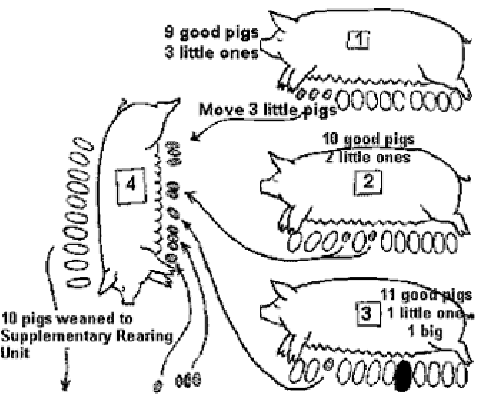 9 good pigs
3 little ones
1
Move 3 little pigs
10 good pigs
2 little ones
2
4
11 good pigs
1 little one
1 big
3
10 pigs weaned to
Supplementary Rearing
Unit